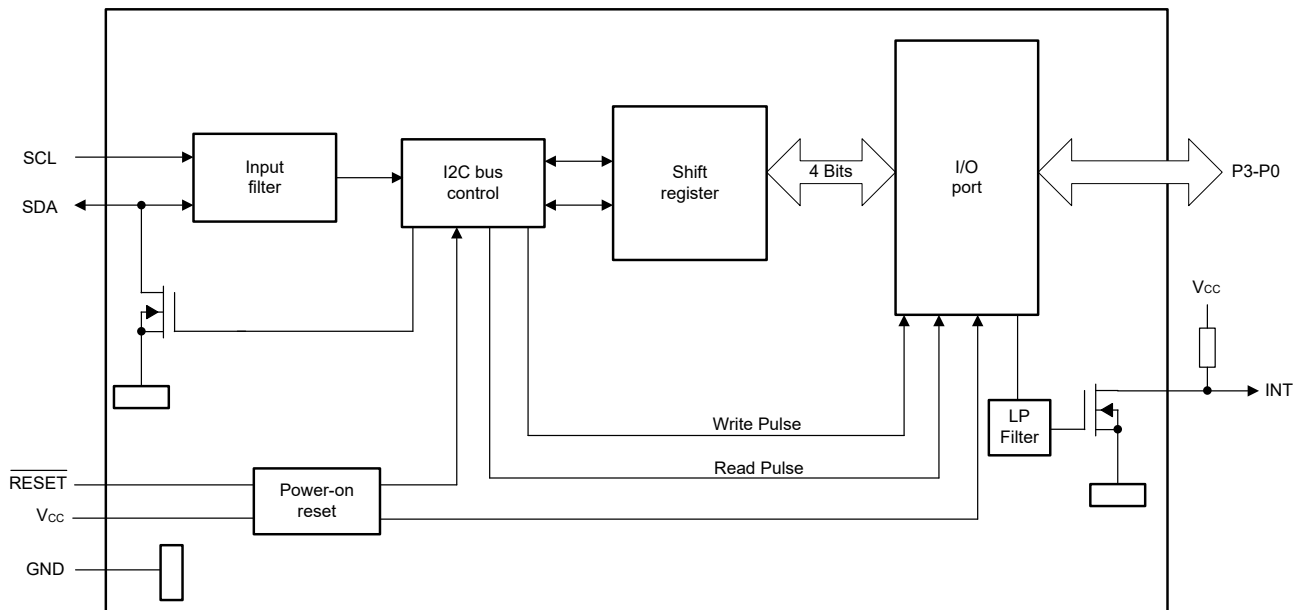 SCL
SDA
Input
filter
I2C bus
control
Shift
register
4 Bits
I/O
port
P3-P0
VCC
INT
LP
Filter
Write Pulse
Read Pulse
RESET
VCC
GND
Power-on
reset